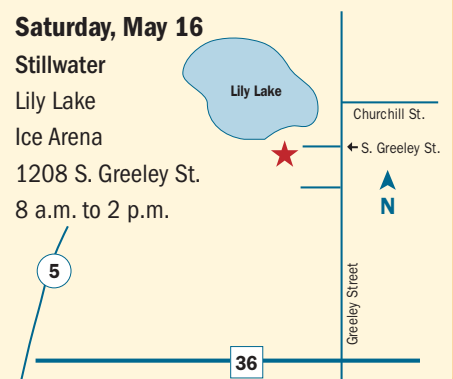 Saturday, May 16
Stillwater
Lily Lake
Ice Arena
1208 S. Greeley St.
8 a.m. to 2 p.m.
Lily Lake
Churchill St.
S. Greeley St.
N
5
Greeley Street
36